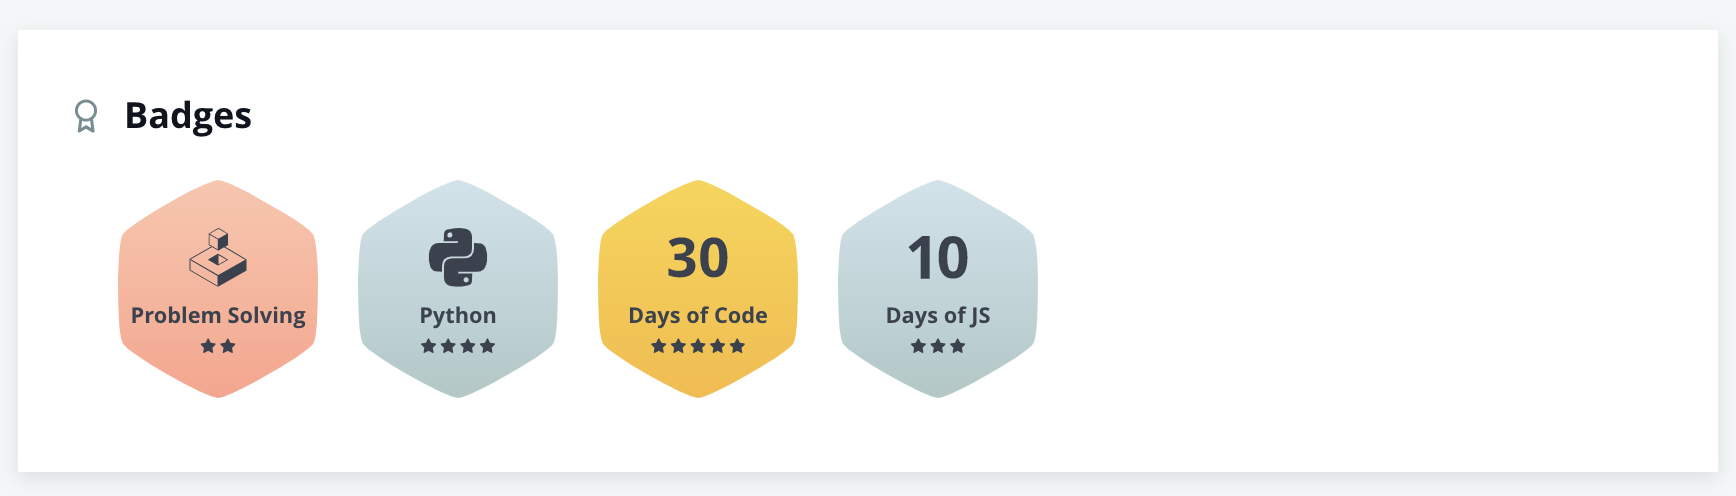 Badges
Problem Solving
Python
30
Days of Code
10
Days of JS